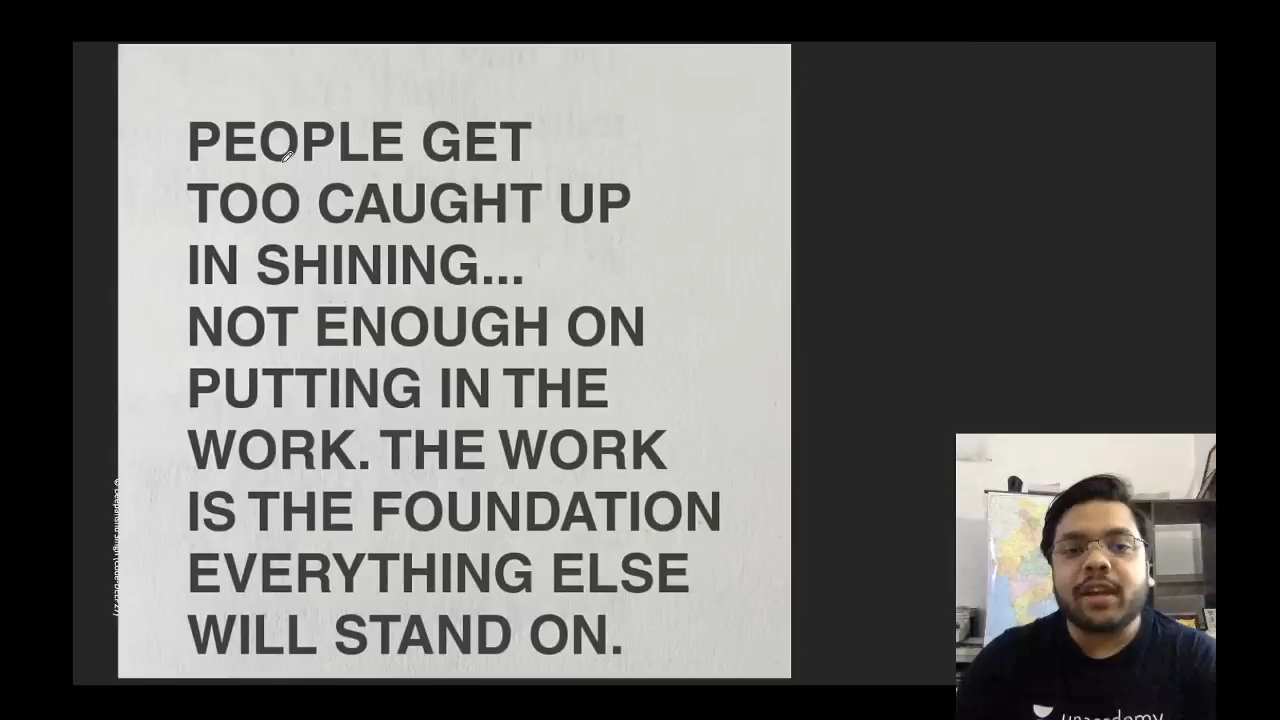 PEOPLE GET
TOO CAUGHT UP
IN SHINING...
NOT ENOUGH ON
PUTTING IN THE
WORK. THE WORK
IS THE FOUNDATION
EVERYTHING ELSE
WILL STAND ON.